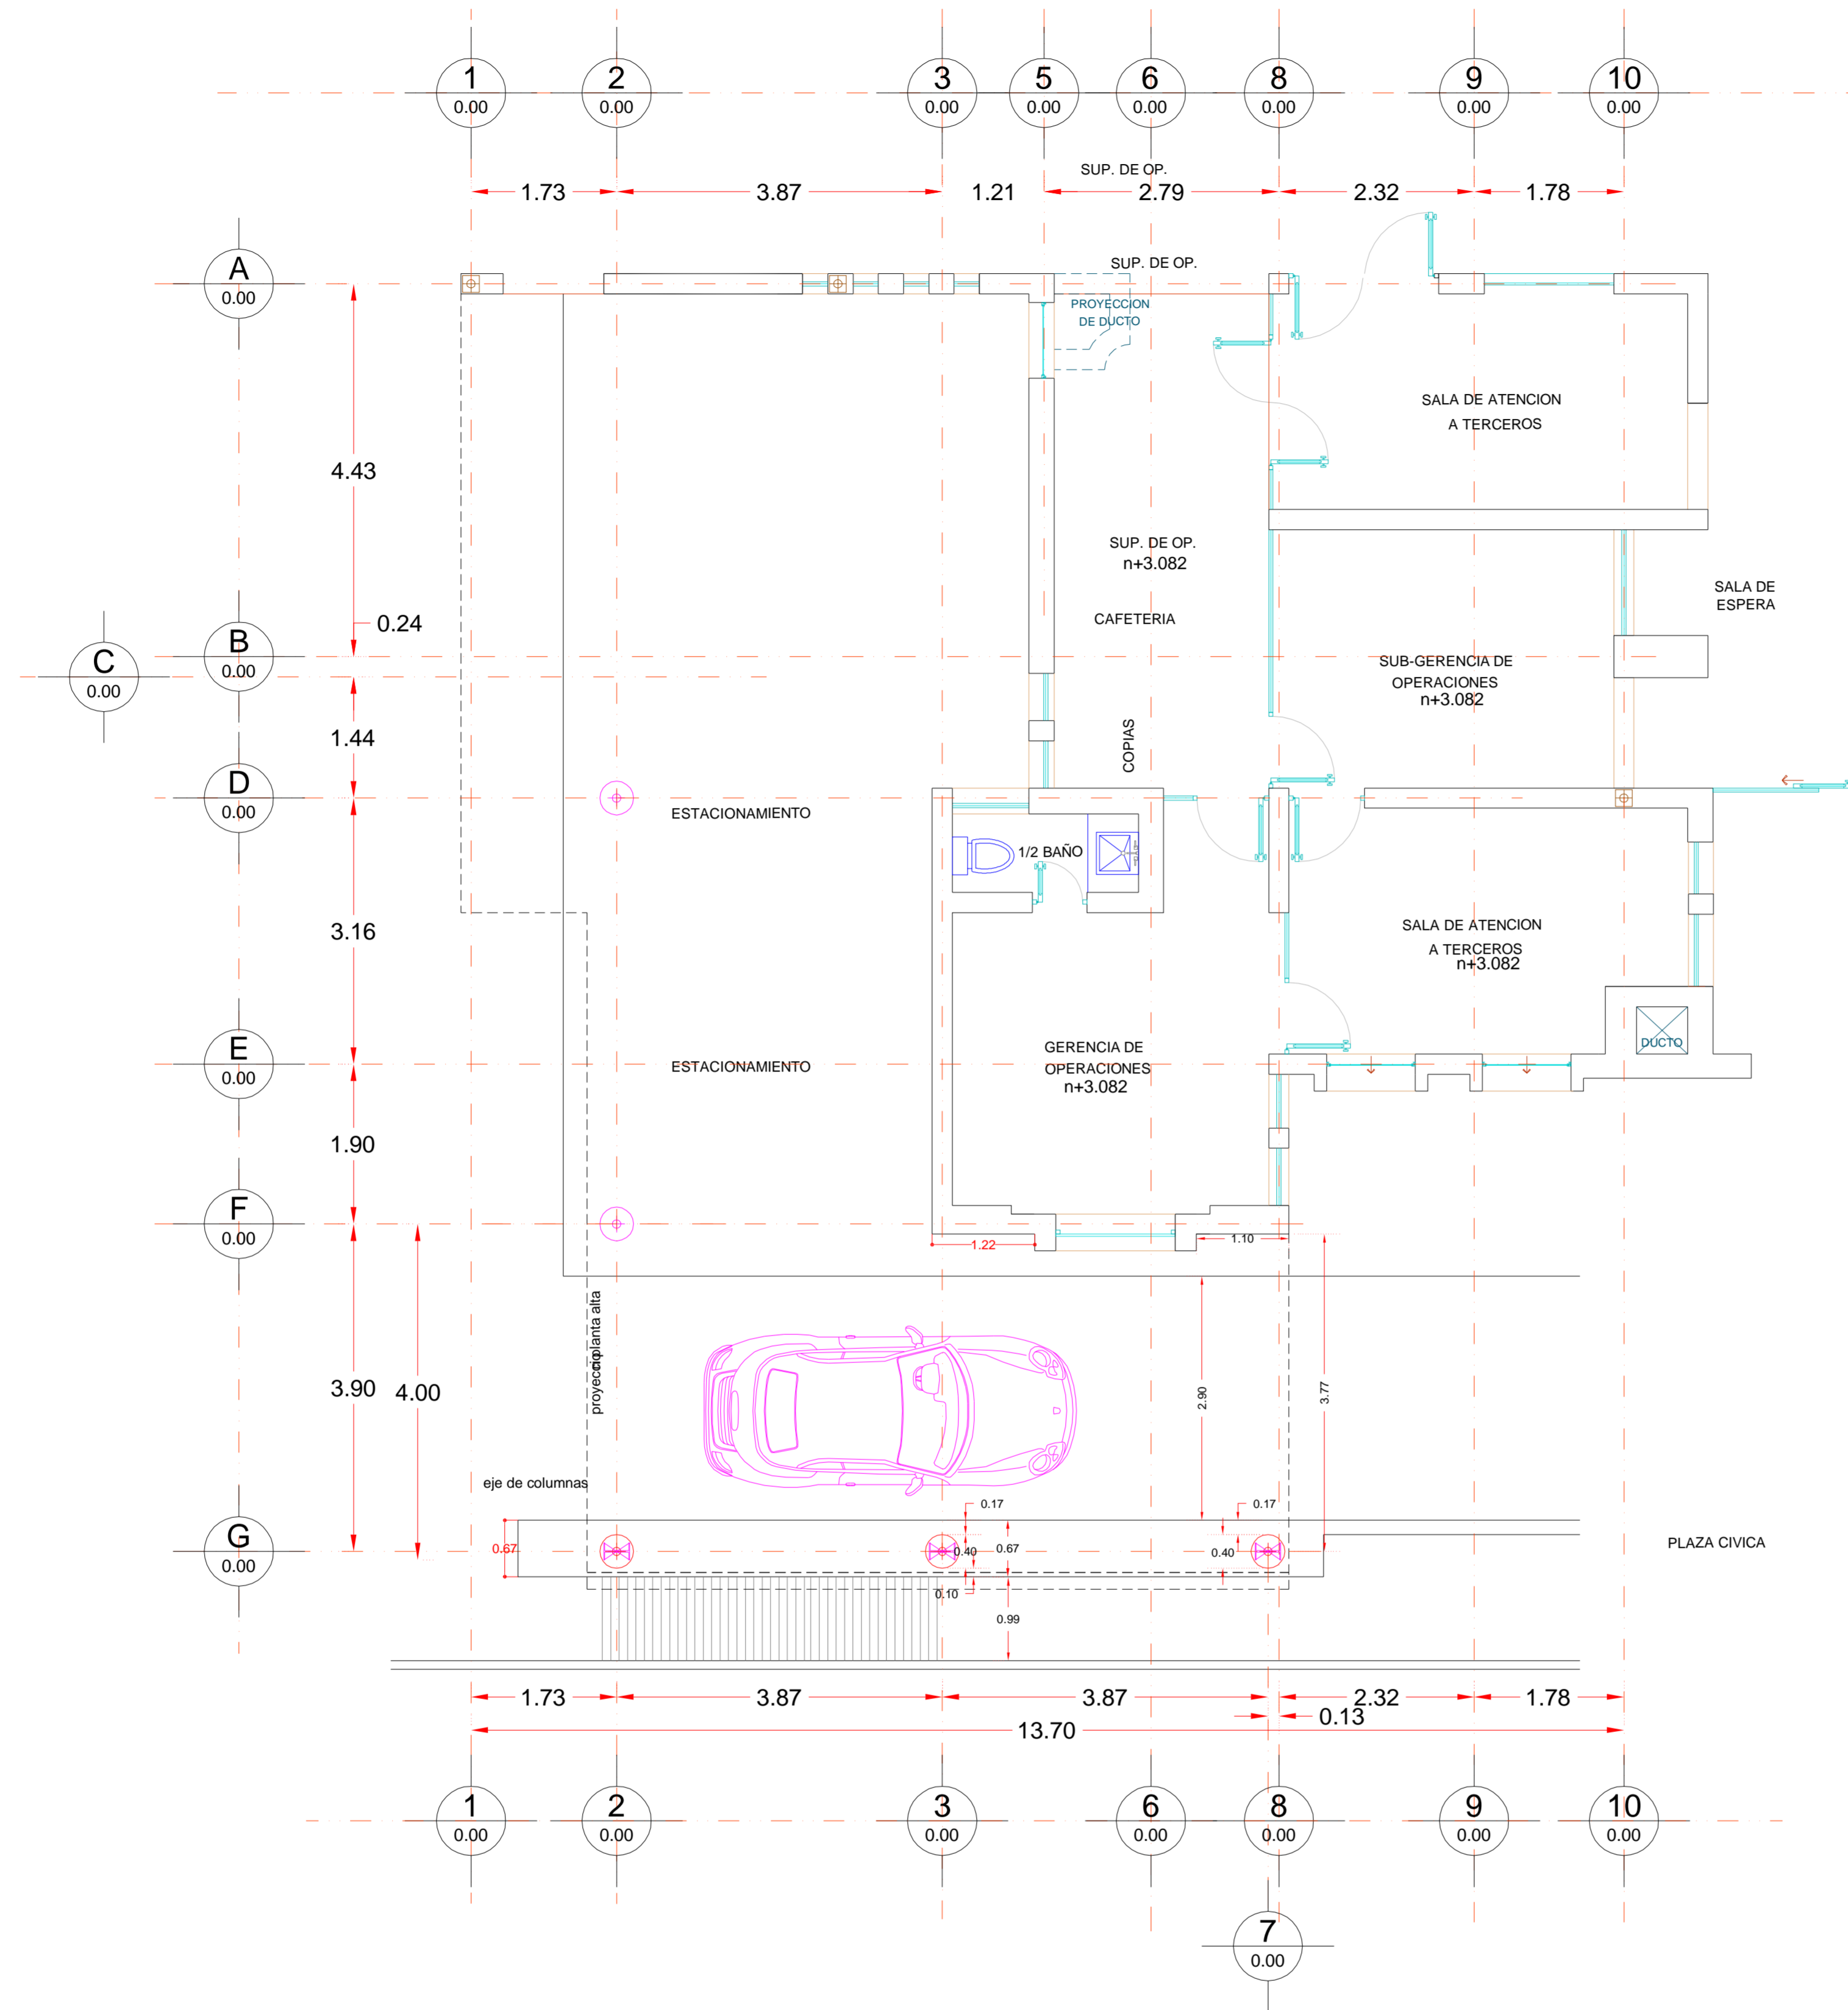 1 2 3 5 6 8 9 10
0.00 0.00 0.00 0.00 0.00 0.00 0.00 0.00
SUP. DE OP.
1.73 3.87 1.21 2.79 2.32 1.78
A
0.00
SUP. DE OP.
PROYECCION
DE DUCTO
SALA DE ATENCION
A TERCEROS
4.43
SUP. DE OP.
n+3.082
SALA DE
ESPERA
CAFETERIA
0.24
B
0.00
C
0.00
SUB-GERENCIA DE
OPERACIONES
n+3.082
1.44
COPIAS
D
0.00
ESTACIONAMIENTO
1/2 BAÑO
3.16
SALA DE ATENCION
A TERCEROS
n+3.082
DUCTO
E
0.00
ESTACIONAMIENTO
GERENCIA DE
OPERACIONES
n+3.082
1.90
F
0.00
1.22
1.10
proyeccio planta alta
3.90
4.00
2.90
3.77
eje de columnas
0.17
0.17
G
0.00
0.67
0.40
0.67
0.40
PLAZA CIVICA
0.10
0.99
1.73 3.87 3.87 2.32 1.78
0.13
13.70
1 2 3 6 8 9 10
0.00 0.00 0.00 0.00 0.00 0.00 0.00
7
0.00